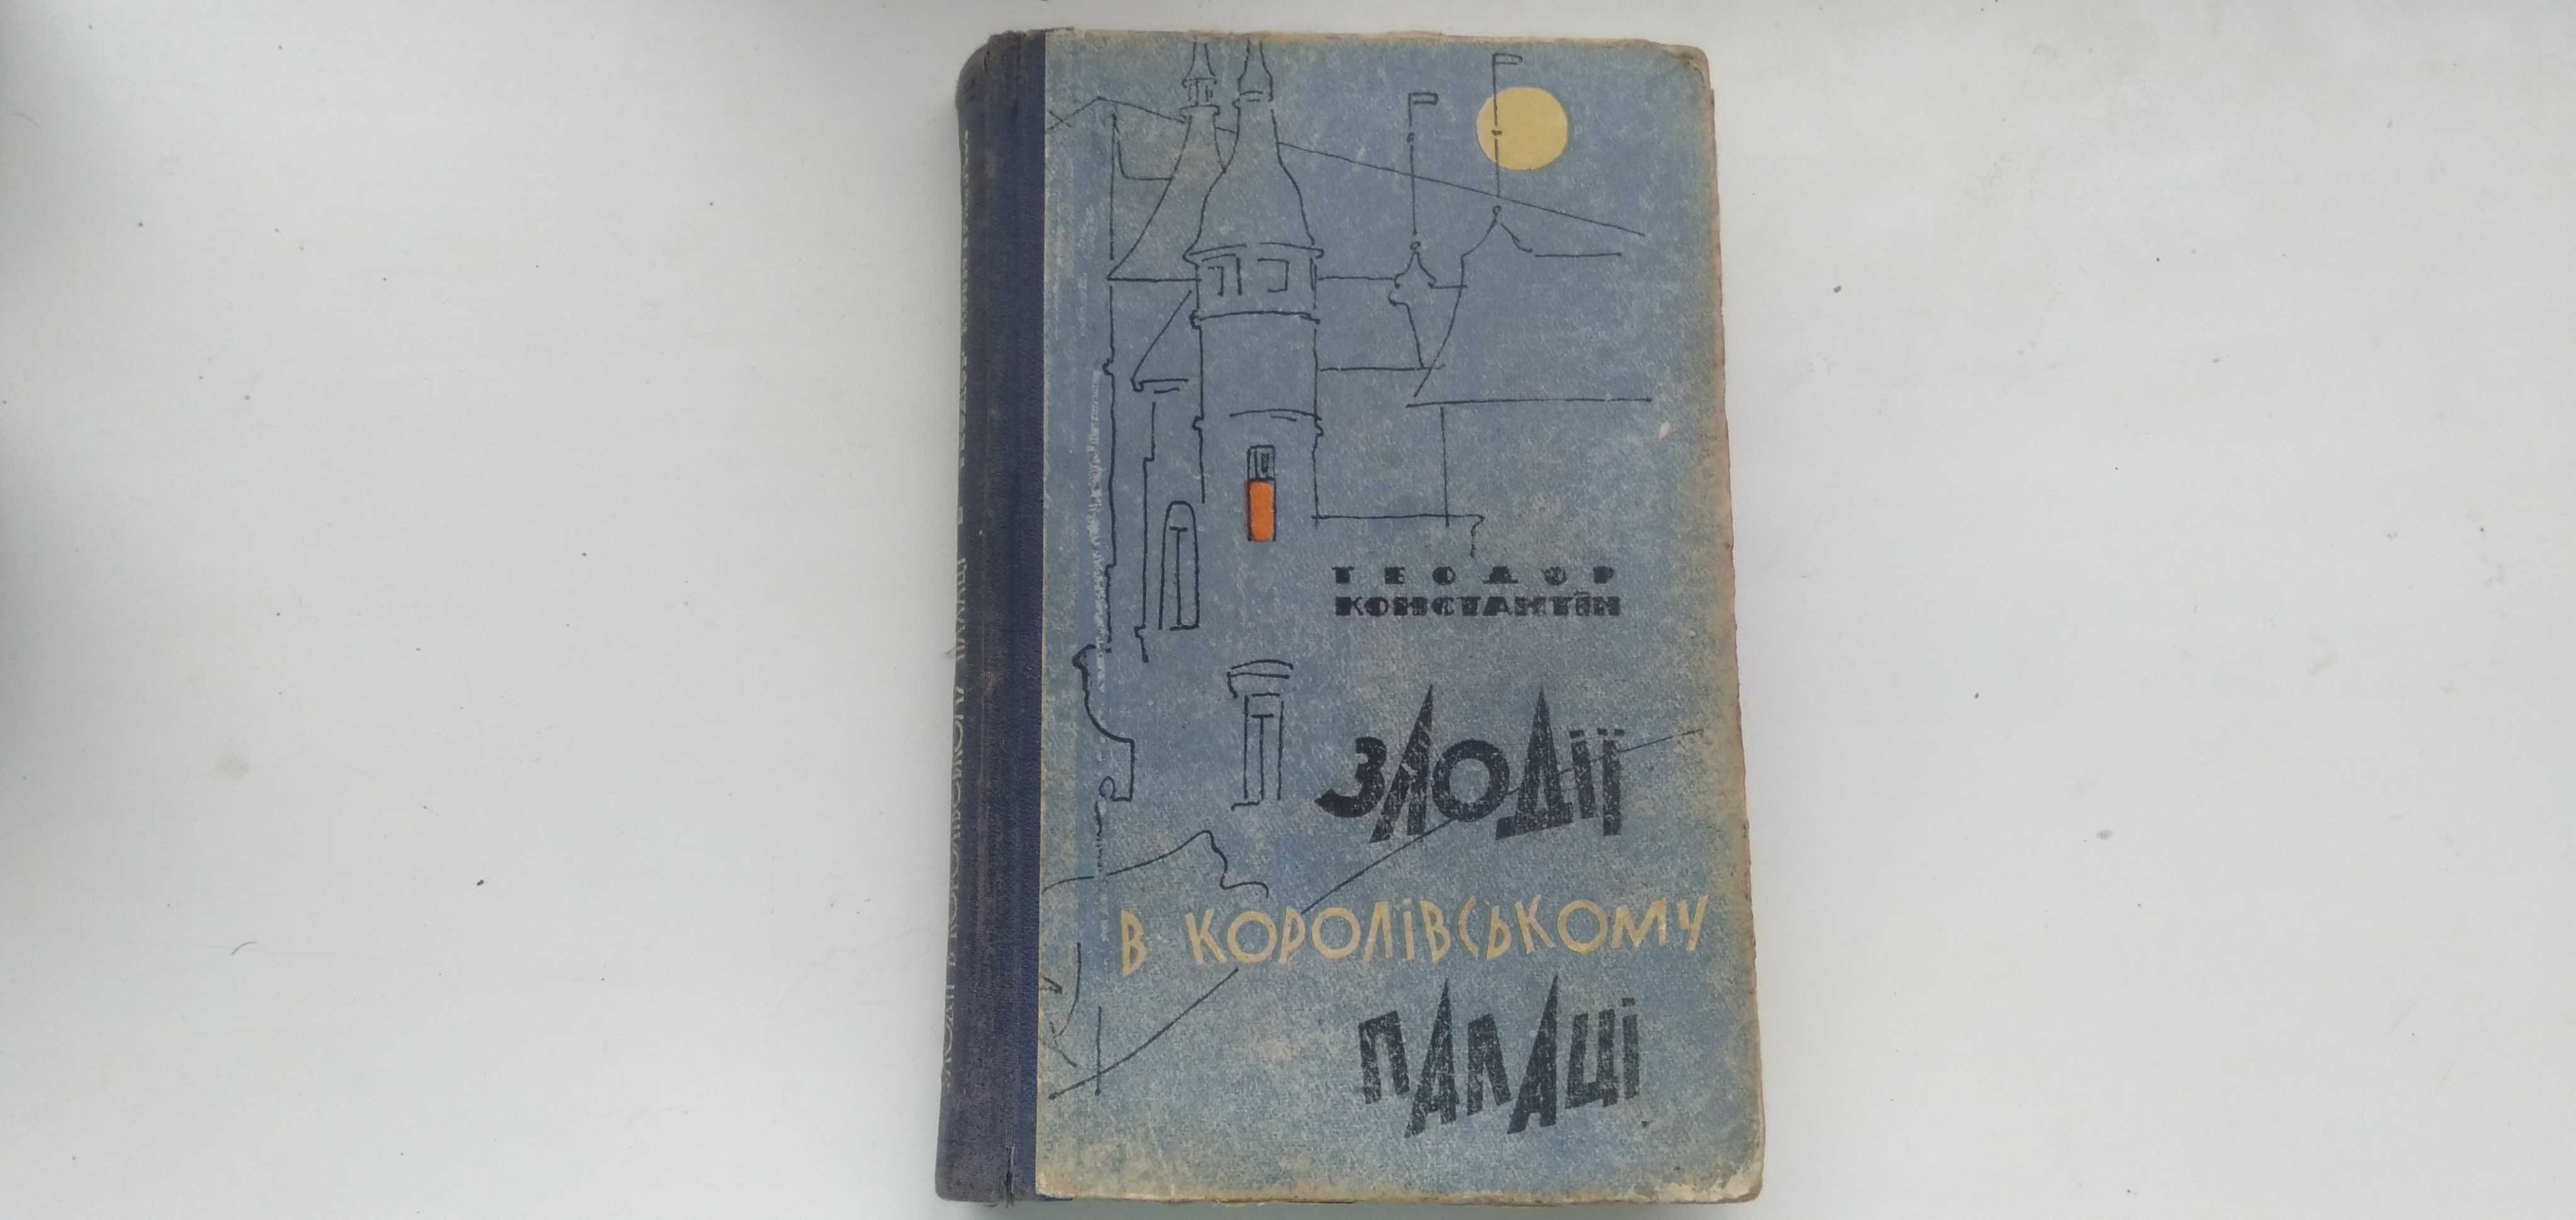 ТЕОДОР
КОНСТАНТІН
ЗЛОДІЇ
В КОРОЛІВСЬКОМУ
ПАЛАЦІ